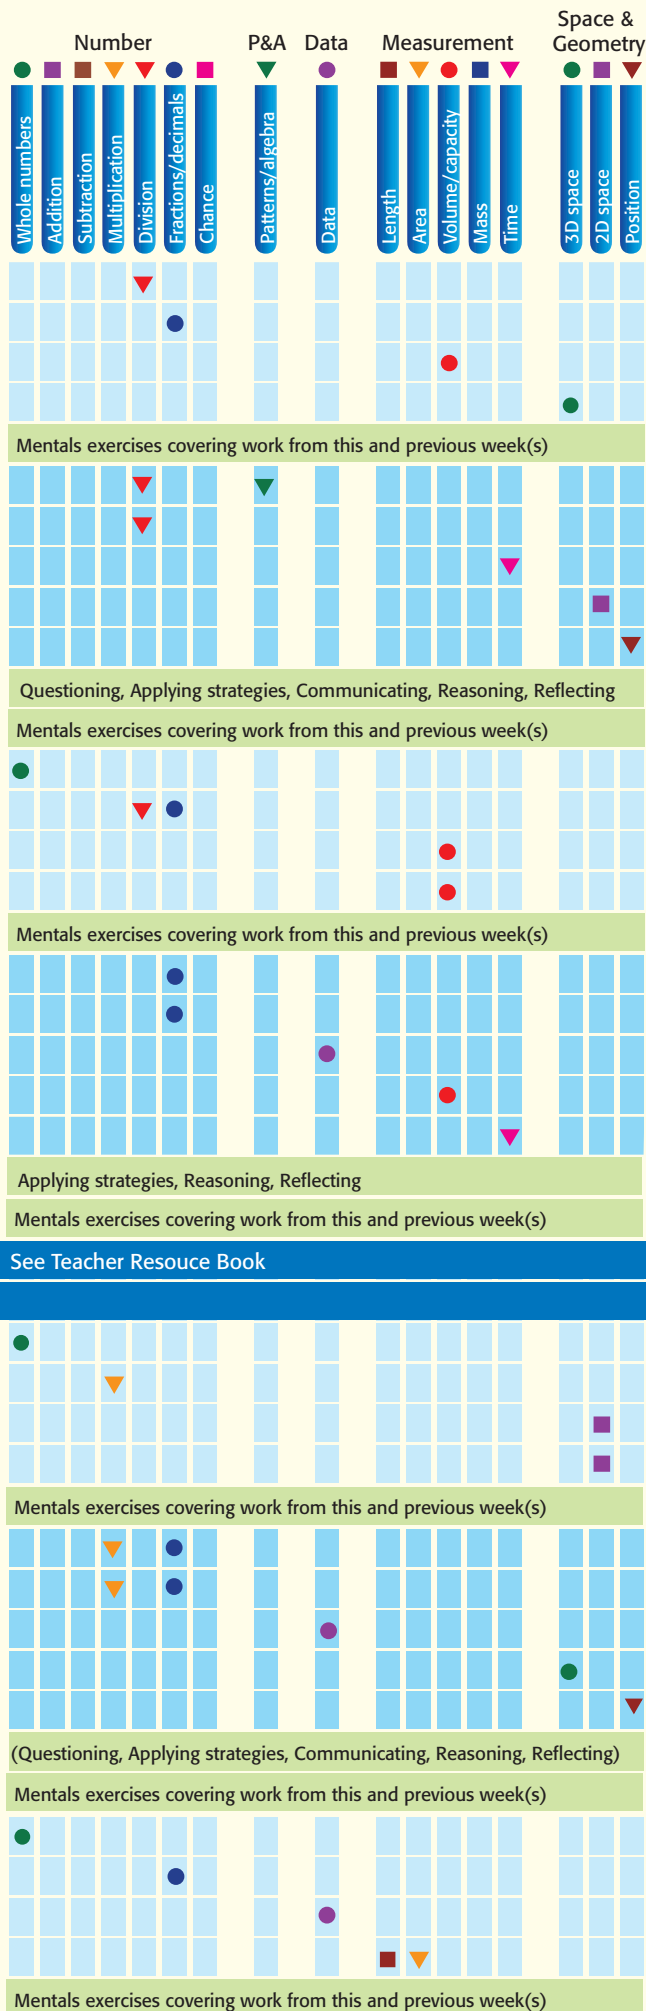 Number
P&A
Data
Measurement
Space &
Geometry
Whole numbers
Addition
Subtraction
Multiplication
Division
Fractions/decimals
Chance
Patterns/algebra
Data
Length
Area
Volume/capacity
Mass
Time
3D space
2D space
Position
Mentals exercises covering work from this and previous week(s)
Questioning, Applying strategies, Communicating, Reasoning, Reflecting
Mentals exercises covering work from this and previous week(s)
Mentals exercises covering work from this and previous week(s)
Applying strategies, Reasoning, Reflecting
Mentals exercises covering work from this and previous week(s)
See Teacher Resouce Book
Mentals exercises covering work from this and previous week(s)
(Questioning, Applying strategies, Communicating, Reasoning, Reflecting)
Mentals exercises covering work from this and previous week(s)
Mentals exercises covering work from this and previous week(s)